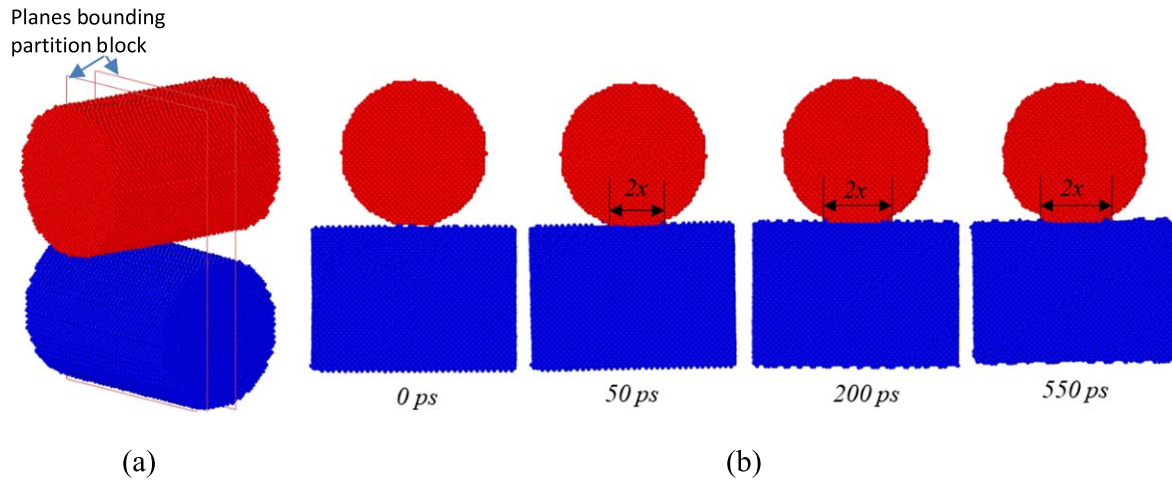 Planes bounding
partition block
2x
2x
2x
0 ps
50 ps
200 ps
550 ps
(a)
(b)